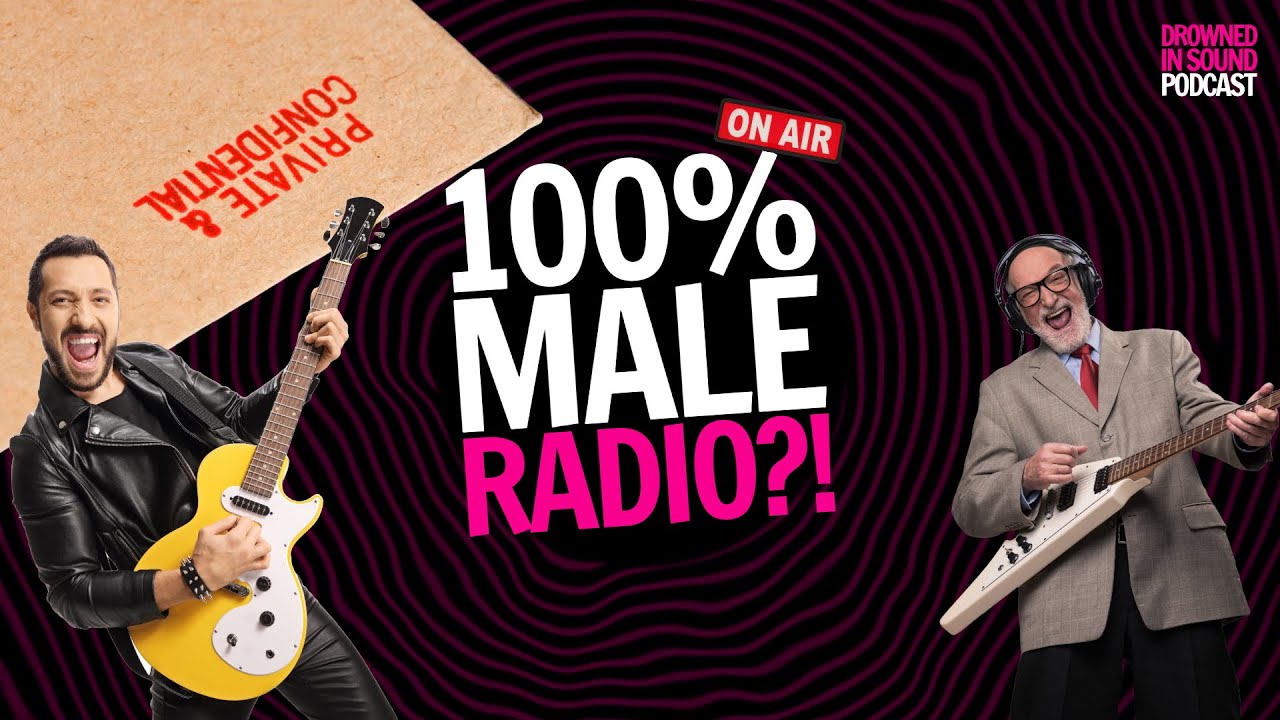 PRIVATE &
CONFIDENTIAL
ON AIR
100%
MALE
RADIO?!
DROWNED
IN SOUND
PODCAST